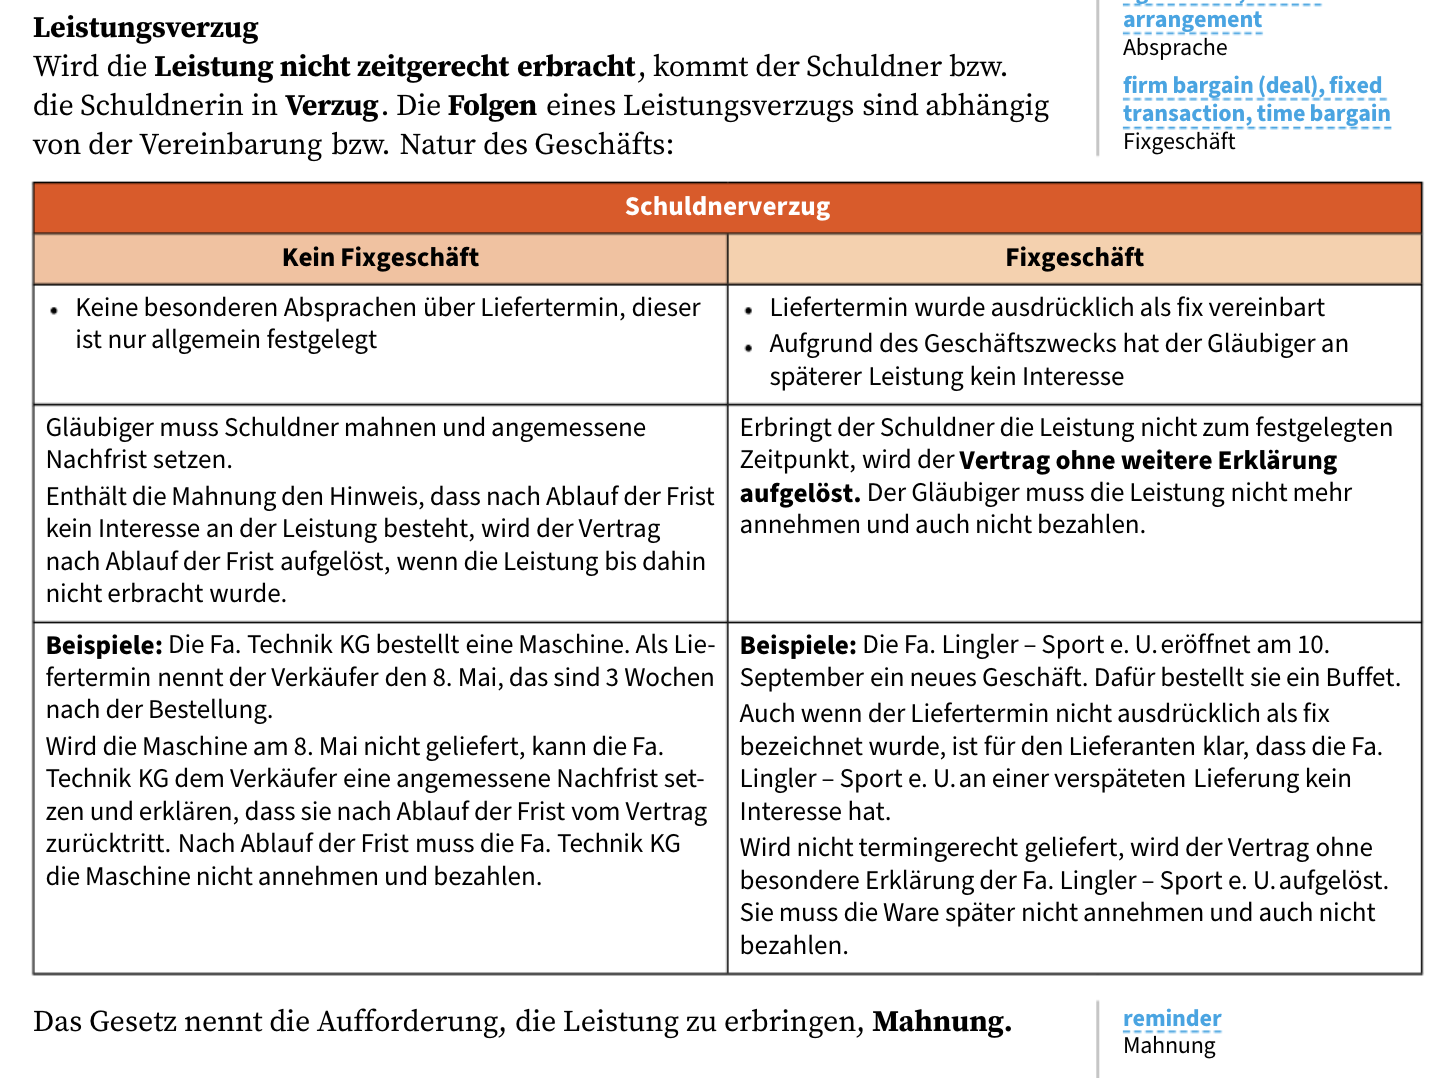 Leistungsverzug
Wird die Leistung nicht zeitgerecht erbracht, kommt der Schuldner bzw.
die Schuldnerin in Verzug. Die Folgen eines Leistungsverzugs sind abhängig
von der Vereinbarung bzw. Natur des Geschäfts:
arrangement
Absprache
firm bargain (deal), fixed
transaction, time bargain
Fixgeschäft
Schuldnerverzug
Kein Fixgeschäft
• Keine besonderen Absprachen über Liefertermin, dieser
ist nur allgemein festgelegt
Gläubiger muss Schuldner mahnen und angemessene
Nachfrist setzen.
Enthält die Mahnung den Hinweis, dass nach Ablauf der Frist
kein Interesse an der Leistung besteht, wird der Vertrag
nach Ablauf der Frist aufgelöst, wenn die Leistung bis dahin
nicht erbracht wurde.
Beispiele: Die Fa. Technik KG bestellt eine Maschine. Als Lie-
fertermin nennt der Verkäufer den 8. Mai, das sind 3 Wochen
nach der Bestellung.
Wird die Maschine am 8. Mai nicht geliefert, kann die Fa.
Technik KG dem Verkäufer eine angemessene Nachfrist set-
zen und erklären, dass sie nach Ablauf der Frist vom Vertrag
zurücktritt. Nach Ablauf der Frist muss die Fa. Technik KG
die Maschine nicht annehmen und bezahlen.
Fixgeschäft
• Liefertermin wurde ausdrücklich als fix vereinbart
• Aufgrund des Geschäftszwecks hat der Gläubiger an
späterer Leistung kein Interesse
Erbringt der Schuldner die Leistung nicht zum festgelegten
Zeitpunkt, wird der Vertrag ohne weitere Erklärung
aufgelöst. Der Gläubiger muss die Leistung nicht mehr
annehmen und auch nicht bezahlen.
Beispiele: Die Fa. Lingler – Sport e. U. eröffnet am 10.
September ein neues Geschäft. Dafür bestellt sie ein Buffet.
Auch wenn der Liefertermin nicht ausdrücklich als fix
bezeichnet wurde, ist für den Lieferanten klar, dass die Fa.
Lingler – Sport e. U. an einer verspäteten Lieferung kein
Interesse hat.
Wird nicht termingerecht geliefert, wird der Vertrag ohne
besondere Erklärung der Fa. Lingler – Sport e. U. aufgelöst.
Sie muss die Ware später nicht annehmen und auch nicht
bezahlen.
Das Gesetz nennt die Aufforderung, die Leistung zu erbringen, Mahnung.
reminder
Mahnung